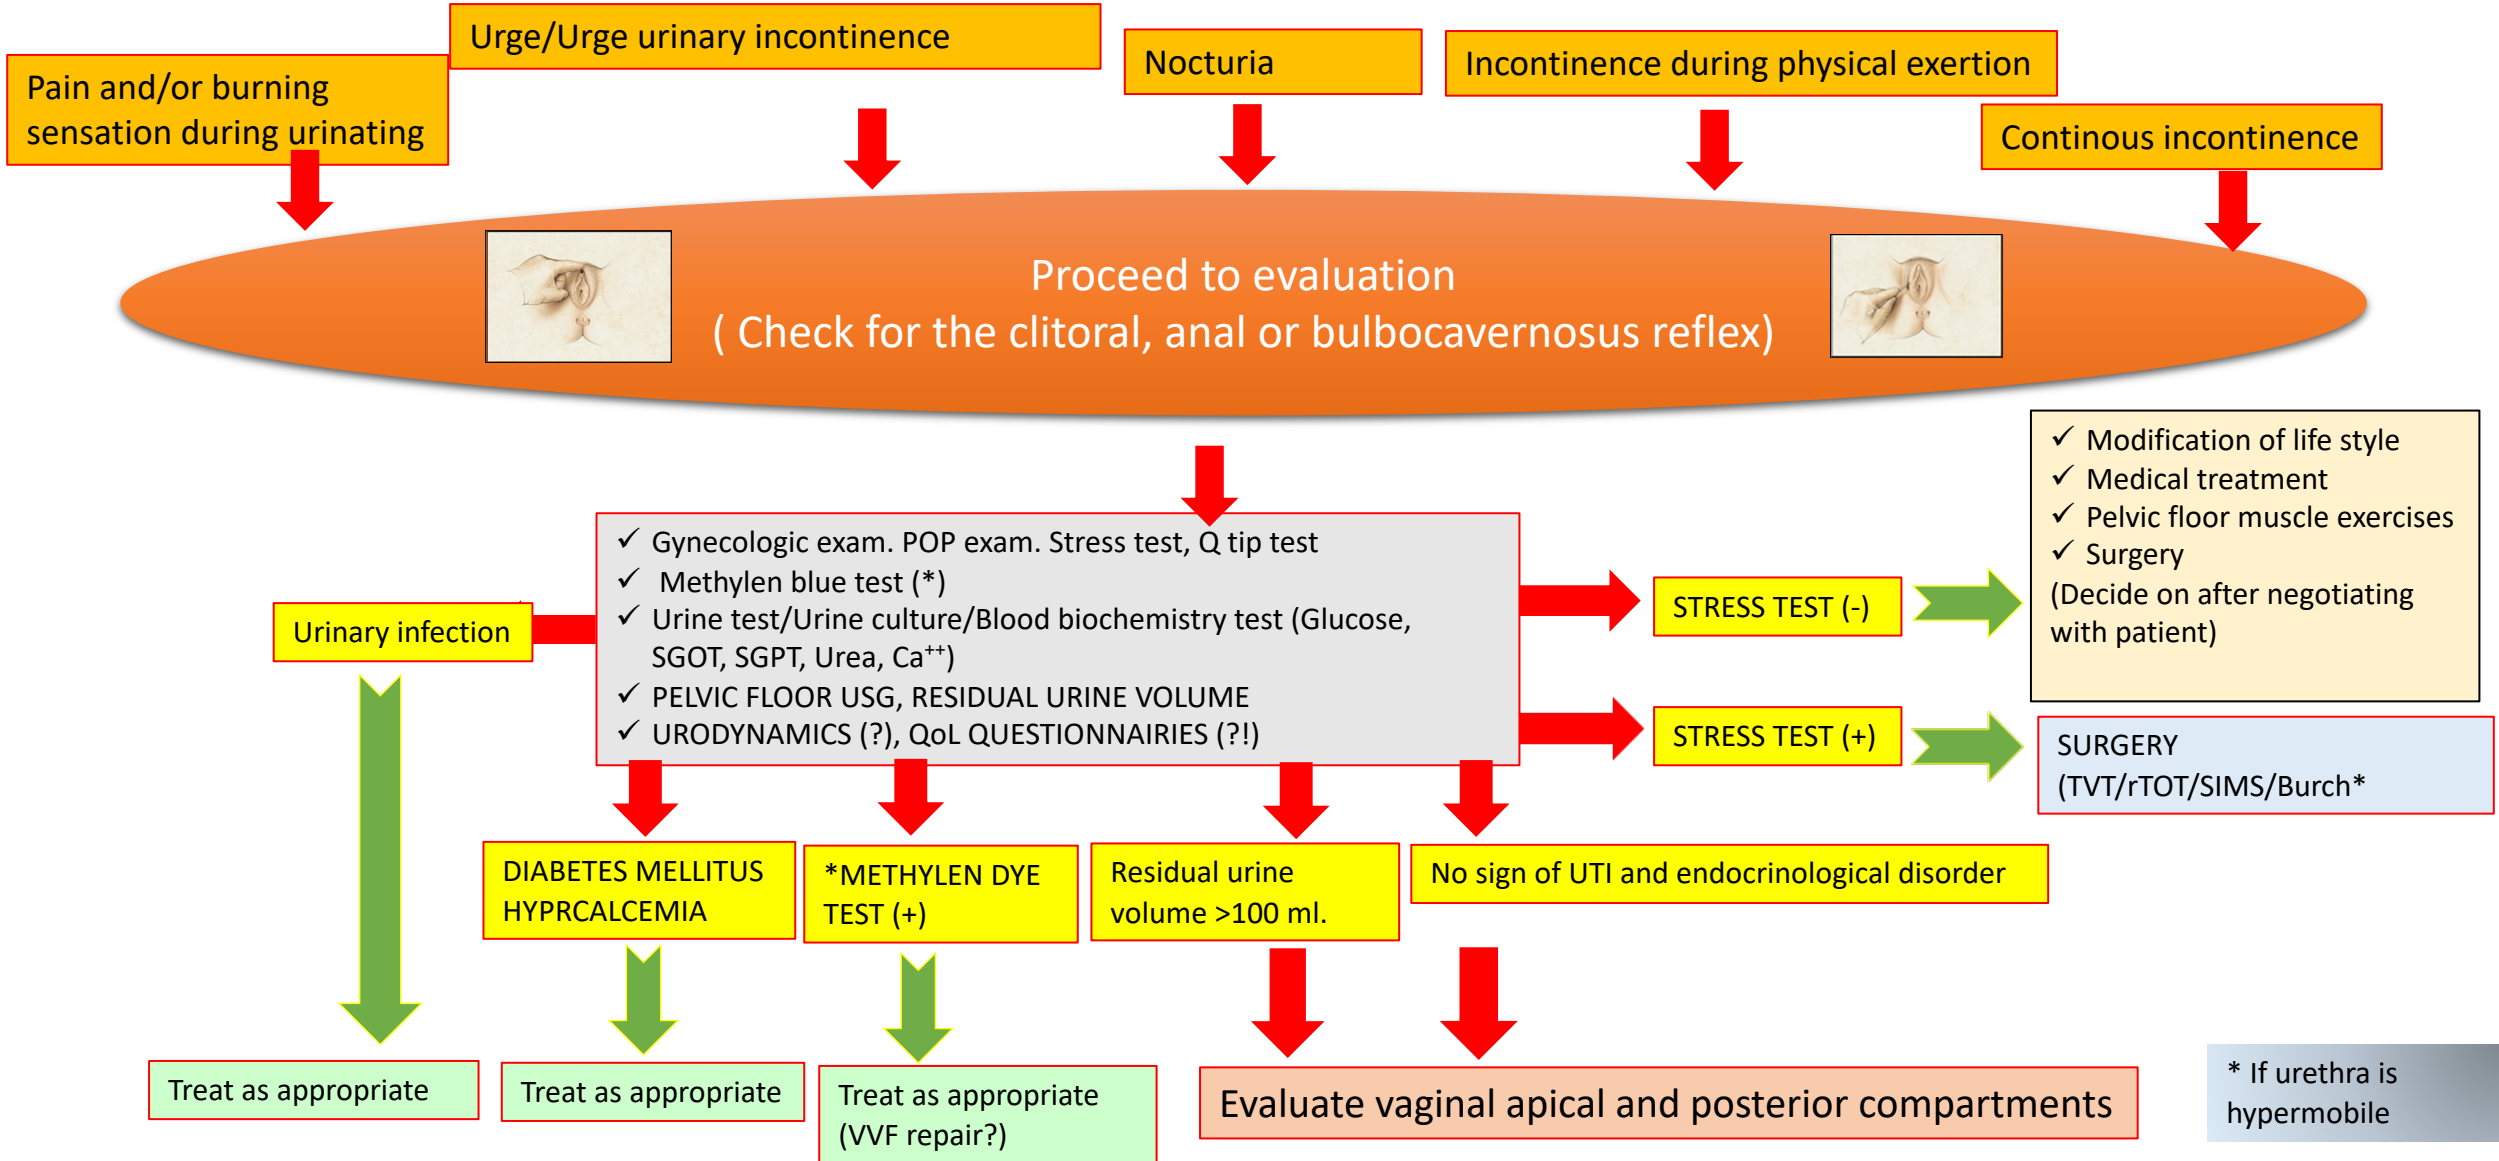 Pain and/or burning
sensation during urinating
Urge/Urge urinary incontinence
Nocturia
Incontinence during physical exertion
Continous incontinence
Proceed to evaluation
( Check for the clitoral, anal or bulbocavernosus reflex)
✓ Gynecologic exam. POP exam. Stress test, Q tip test
✓ Methylen blue test (*)
✓ Urine test/Urine culture/Blood biochemistry test (Glucose,
SGOT, SGPT, Urea, Ca⁺⁺)
✓ PELVIC FLOOR USG, RESIDUAL URINE VOLUME
✓ URODYNAMICS (?), QoL QUESTIONNAIRIES (?!)
Urinary infection
STRESS TEST (-)
✓ Modification of life style
✓ Medical treatment
✓ Pelvic floor muscle exercises
✓ Surgery
(Decide on after negotiating
with patient)
STRESS TEST (+)
SURGERY
(TVT/rTOT/SIMS/Burch*
DIABETES MELLITUS
HYPRCALCEMIA
*METHYLEN DYE
TEST (+)
Residual urine
volume >100 ml.
No sign of UTI and endocrinological disorder
Treat as appropriate
Treat as appropriate
Treat as appropriate
(VVF repair?)
Evaluate vaginal apical and posterior compartments
* If urethra is
hypermobile